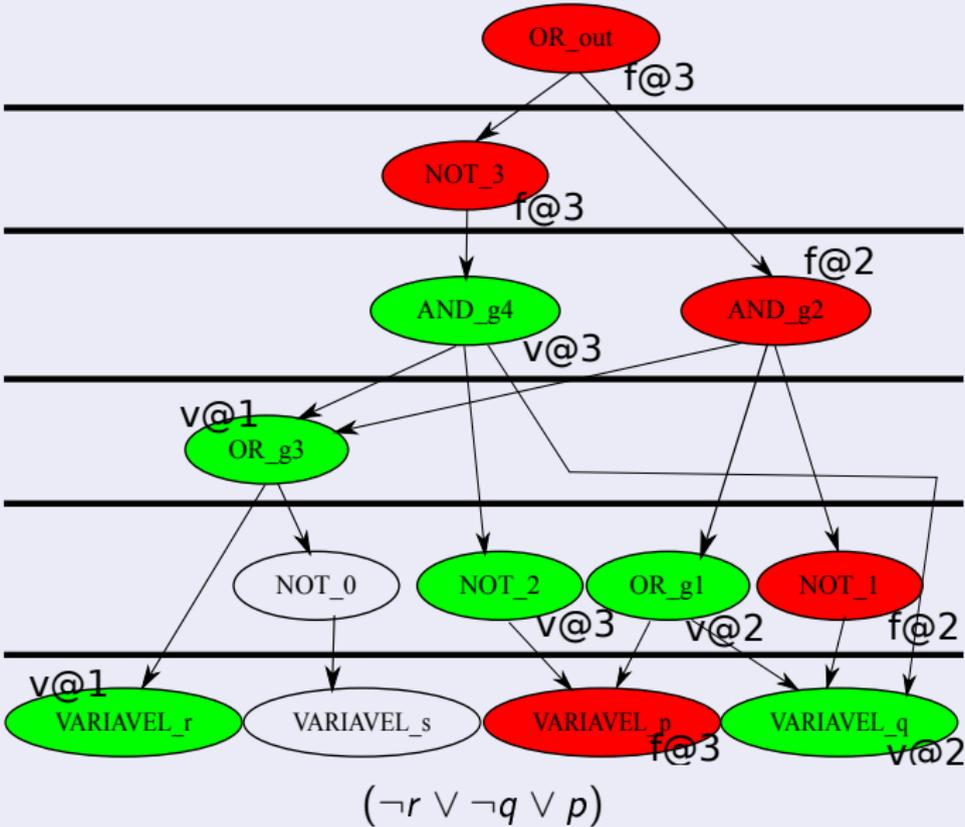 OR_out
f@3
NOT_3
f@3
f@2
AND_g4
AND_g2
v@3
v@1
OR_g3
NOT_0
NOT_2
OR_g1
NOT_1
v@3
v@2
f@2
v@1
VARIAVEL_r
VARIAVEL_s
VARIAVEL_p
VARIAVEL_q
f@3
v@2
(¬r ∨ ¬q ∨ p)